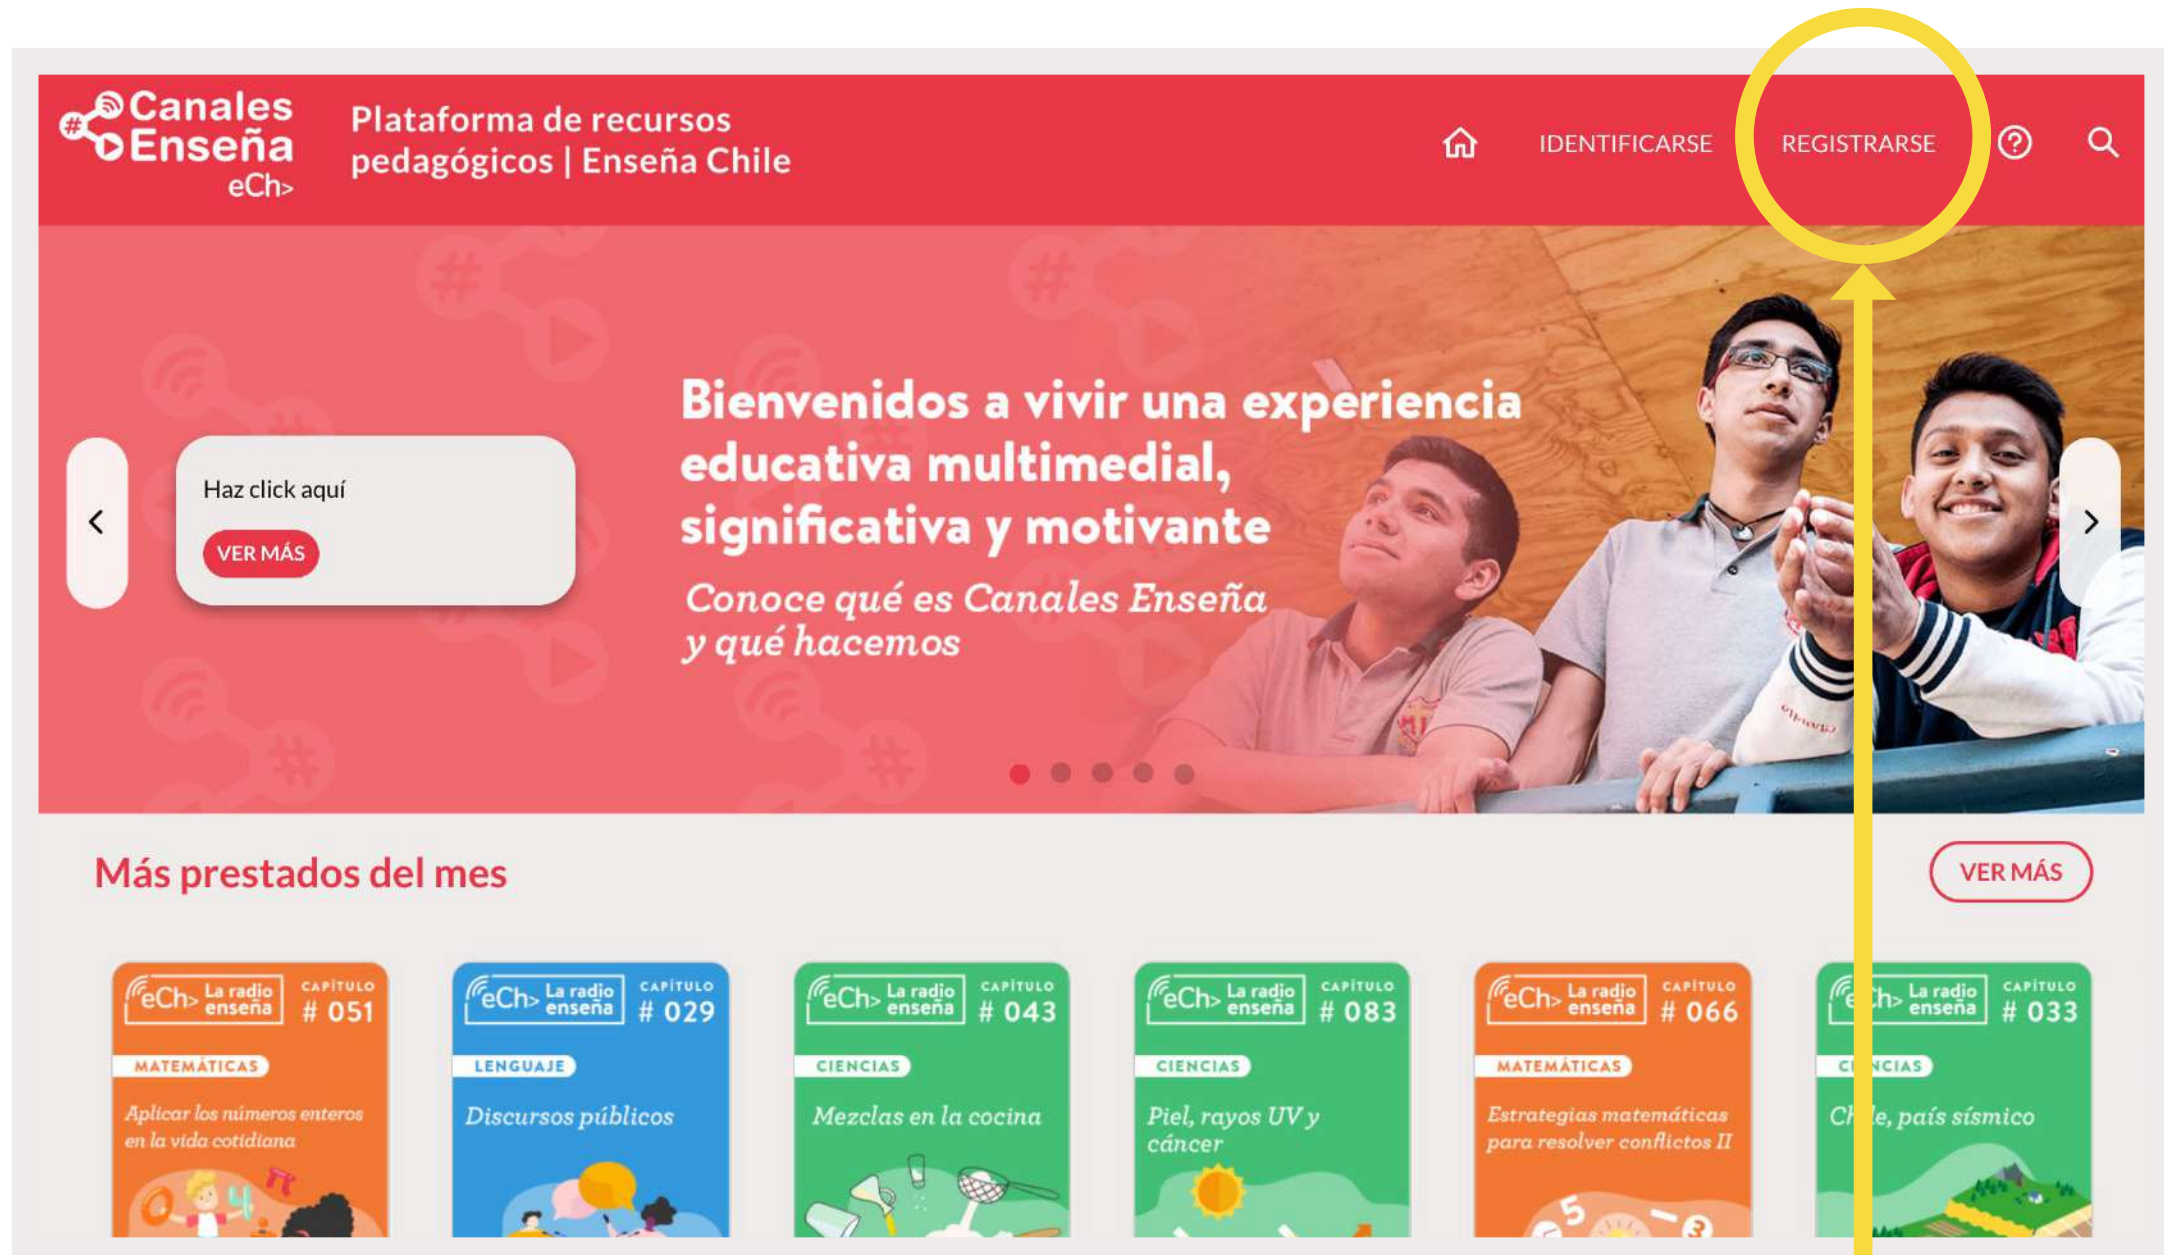 Canales
Enseña
eCh>
Plataforma de recursos
pedagógicos | Enseña Chile
IDENTIFICARSE
REGISTRARSE
Haz click aquí
VER MÁS
Bienvenidos a vivir una experiencia
educativa multimedial,
significativa y motivante
Conoce qué es Canales Enseña
y qué hacemos
Más prestados del mes
VER MÁS
eCh> La radio enseña
CAPÍTULO
# 051
MATEMÁTICAS
Aplicar los números enteros
en la vida cotidiana
eCh> La radio enseña
CAPÍTULO
# 029
LENGUAJE
Discursos públicos
eCh> La radio enseña
CAPÍTULO
# 043
CIENCIAS
Mezclas en la cocina
eCh> La radio enseña
CAPÍTULO
# 083
CIENCIAS
Piel, rayos UV y
cáncer
eCh> La radio enseña
CAPÍTULO
# 066
MATEMÁTICAS
Estrategias matemáticas
para resolver conflictos II
eCh> La radio enseña
CAPÍTULO
# 033
CIENCIAS
Chile, país sísmico